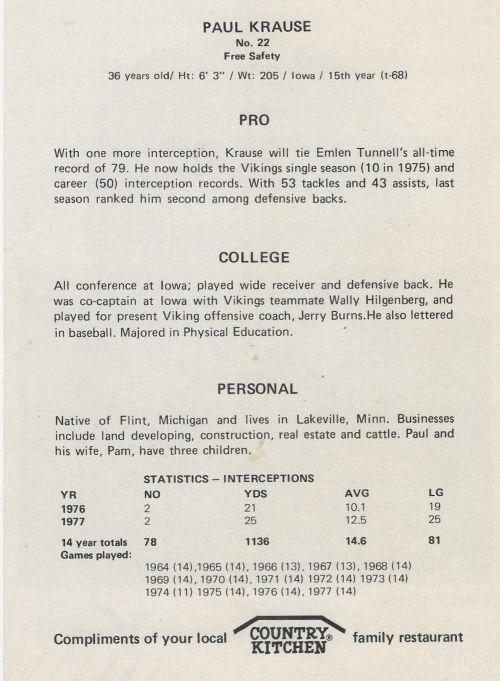 PAUL KRAUSE
No. 22
Free Safety
36 years old/ Ht: 6' 3" / Wt: 205 / Iowa / 15th year (t-68)
PRO
With one more interception, Krause will tie Emlen Tunnell's all-time
record of 79. He now holds the Vikings single season (10 in 1975) and
career (50) interception records. With 53 tackles and 43 assists, last
season ranked him second among defensive backs.
COLLEGE
All conference at Iowa; played wide receiver and defensive back. He
was co-captain at Iowa with Vikings teammate Wally Hilgenberg, and
played for present Viking offensive coach, Jerry Burns.He also lettered
in baseball. Majored in Physical Education.
PERSONAL
Native of Flint, Michigan and lives in Lakeville, Minn. Businesses
include land developing, construction, real estate and cattle. Paul and
his wife, Pam, have three children.
STATISTICS – INTERCEPTIONS
YR NO YDS AVG LG
1976 2 21 10.1 19
1977 2 25 12.5 25
14 year totals 78 1136 14.6 81
Games played:
1964 (14),1965 (14), 1966 (13), 1967 (13), 1968 (14)
1969 (14), 1970 (14), 1971 (14) 1972 (14) 1973 (14)
1974 (11) 1975 (14), 1976 (14), 1977 (14)
Compliments of your local COUNTRY® KITCHEN family restaurant